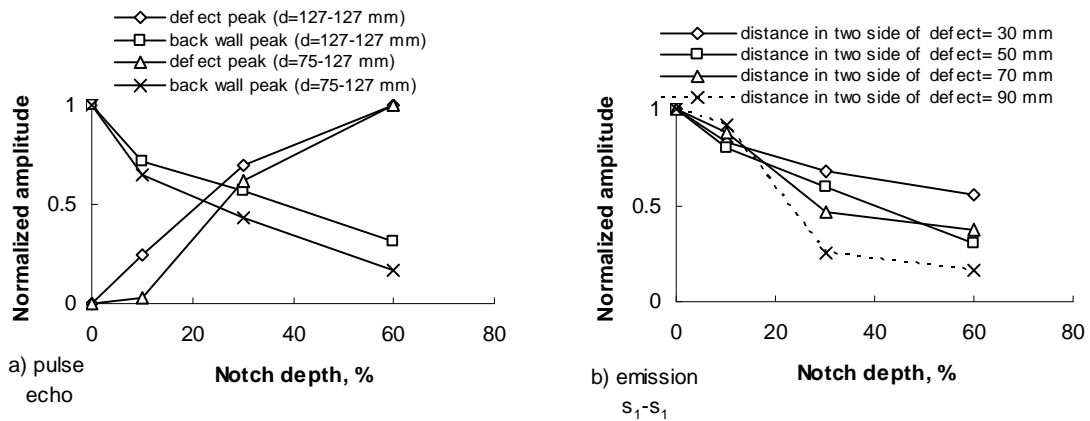 defect peak (d=127-127 mm)
back wall peak (d=127-127 mm)
defect peak (d=75-127 mm)
back wall peak (d=75-127 mm)
Normalized amplitude
1
0.5
0
0
20
40
60
80
Notch depth, %
a) pulse
echo
distance in two side of defect= 30 mm
distance in two side of defect= 50 mm
distance in two side of defect= 70 mm
distance in two side of defect= 90 mm
Normalized amplitude
1
0.5
0
0
20
40
60
80
Notch depth, %
b) emission
s₁-s₁